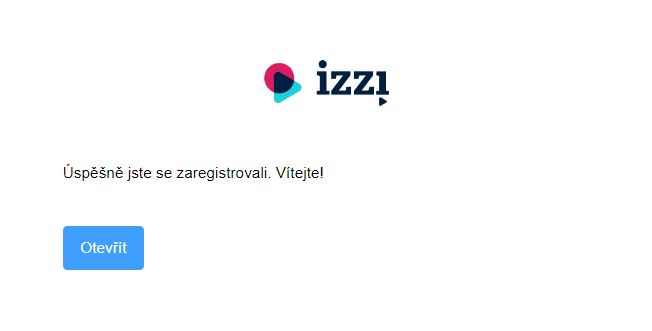 izzi
Úspěšně jste se zaregistrovali. Vítejte!
Otevřít